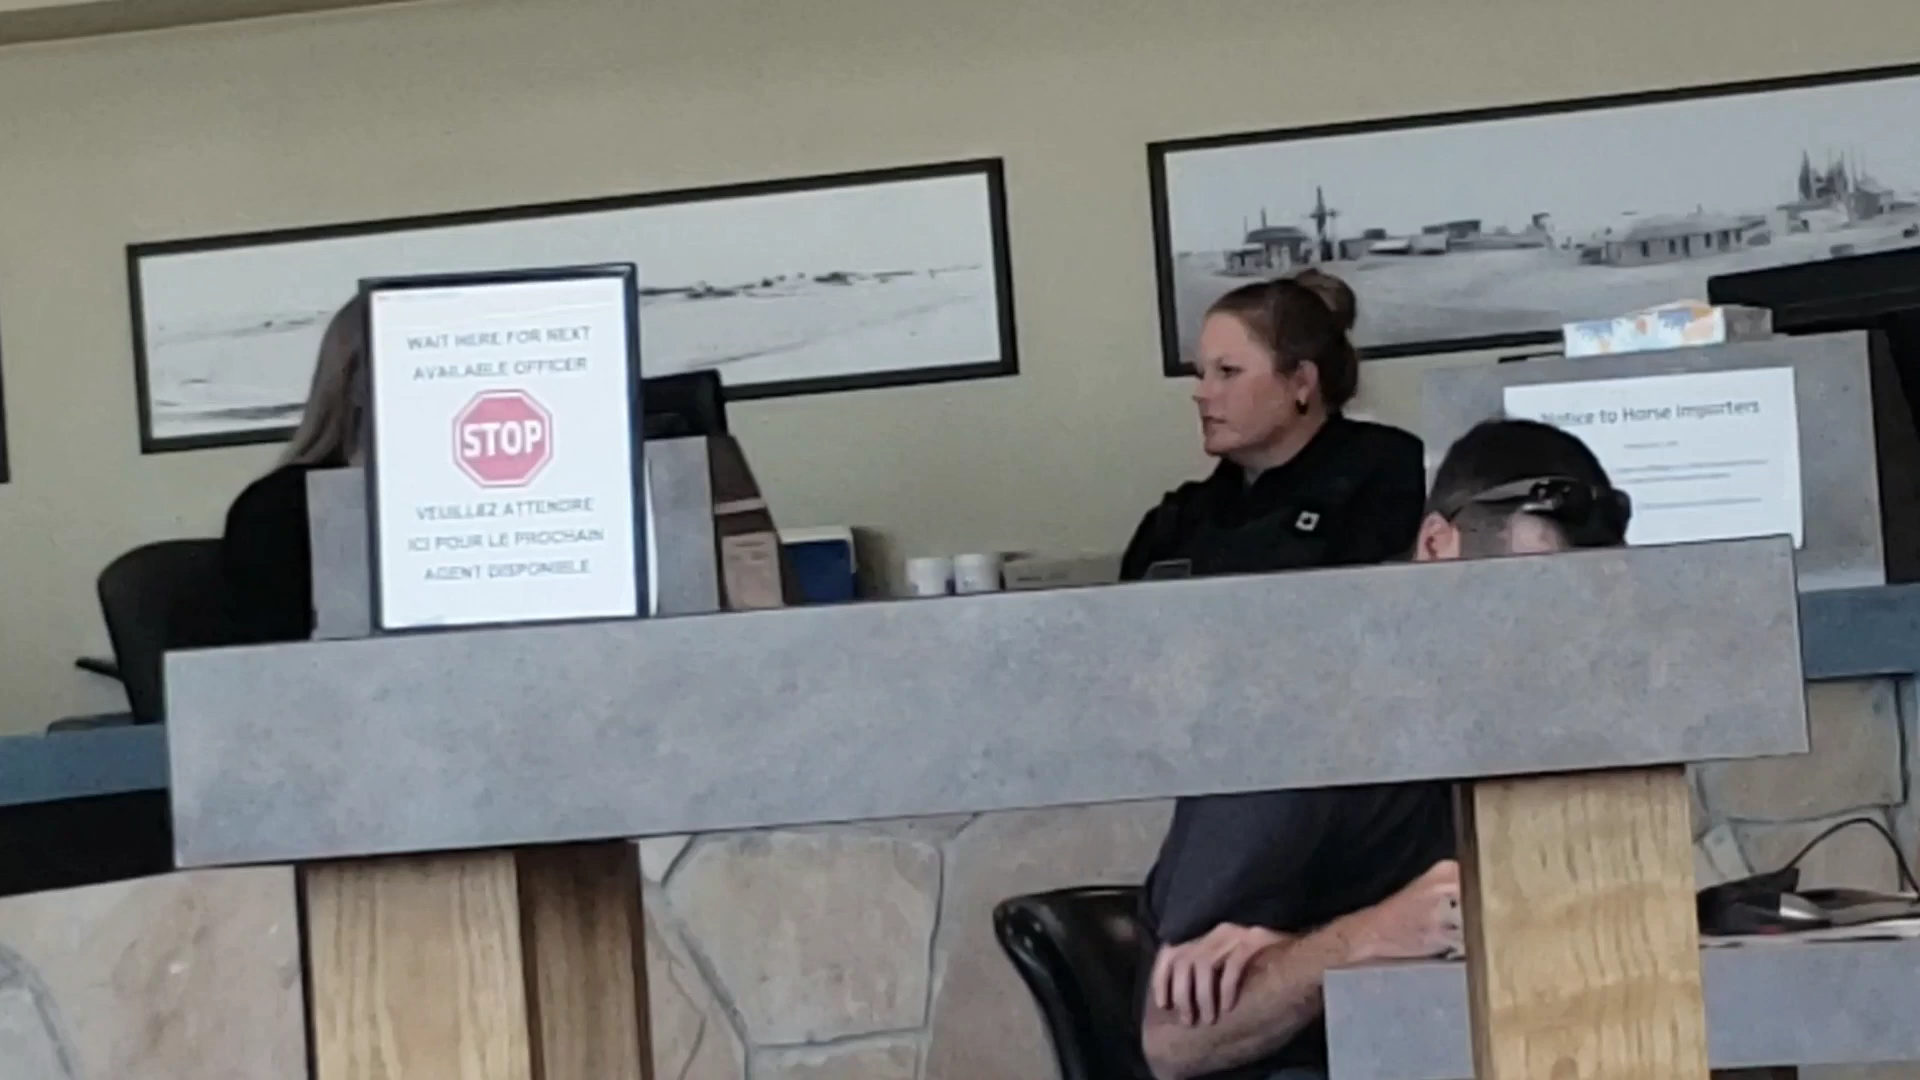 WAIT HERE FOR NEXT
AVAILABLE OFFICER
STOP
VEUILLEZ ATTENDRE
ICI POUR LE PROCHAIN
AGENT DISPONIBLE
Notice to Horse Importers